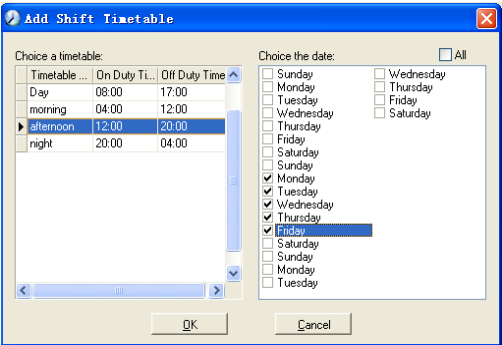 Add Shift Timetable
Choice a timetable:
Timetable ... On Duty Ti... Off Duty Time
Day 08:00 17:00
morning 04:00 12:00
afternoon 12:00 20:00
night 20:00 04:00
Choice the date:
All
Sunday
Monday
Tuesday
Wednesday
Thursday
Friday
Saturday
Sunday
Monday
Tuesday
Wednesday
Thursday
Friday
Saturday
Sunday
Monday
Tuesday
Wednesday
Thursday
Friday
Saturday
OK
Cancel